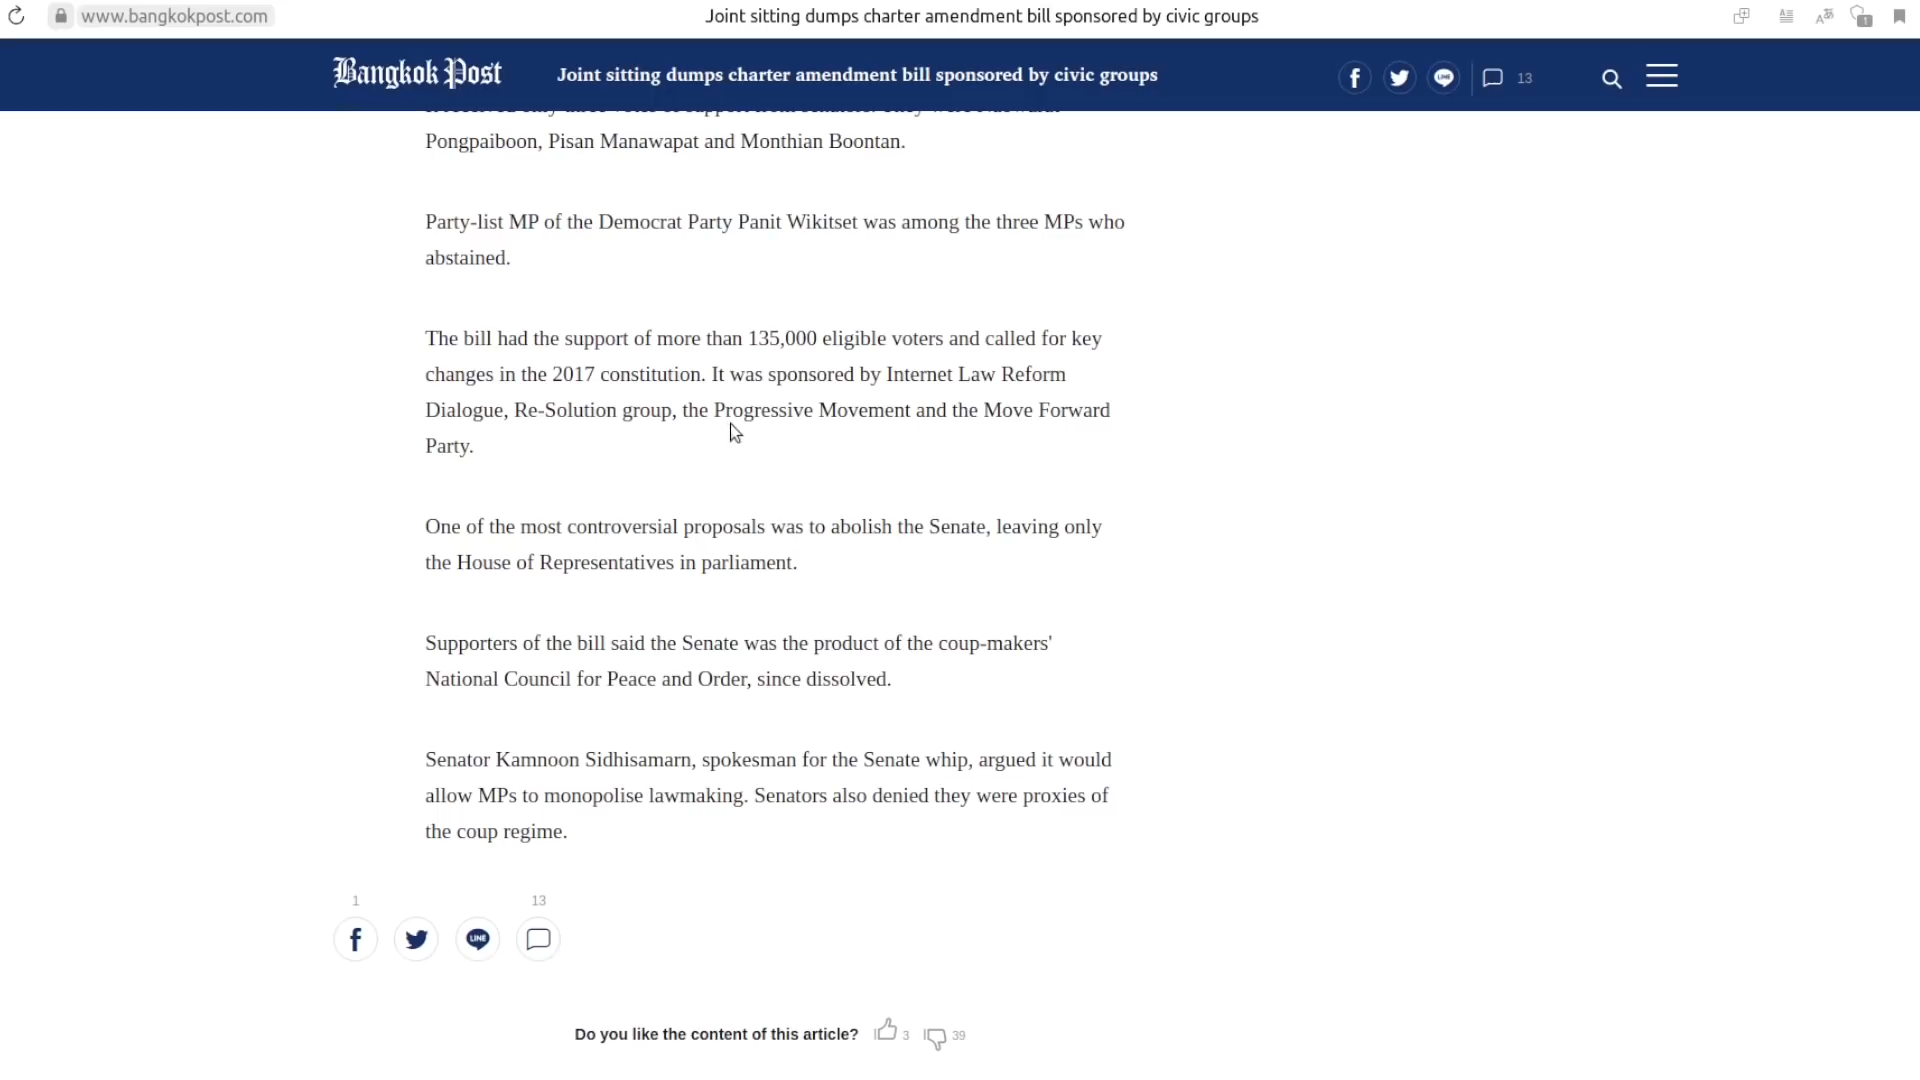 www.bangkokpost.com
Joint sitting dumps charter amendment bill sponsored by civic groups
1
Bangkok Post
Joint sitting dumps charter amendment bill sponsored by civic groups
LINE
13
Pongpaiboon, Pisan Manawapat and Monthian Boontan.
Party-list MP of the Democrat Party Panit Wikitset was among the three MPs who
abstained.
The bill had the support of more than 135,000 eligible voters and called for key
changes in the 2017 constitution. It was sponsored by Internet Law Reform
Dialogue, Re-Solution group, the Progressive Movement and the Move Forward
Party.
One of the most controversial proposals was to abolish the Senate, leaving only
the House of Representatives in parliament.
Supporters of the bill said the Senate was the product of the coup-makers'
National Council for Peace and Order, since dissolved.
Senator Kamnoon Sidhisamarn, spokesman for the Senate whip, argued it would
allow MPs to monopolise lawmaking. Senators also denied they were proxies of
the coup regime.
1
13
LINE
Do you like the content of this article? 3 39